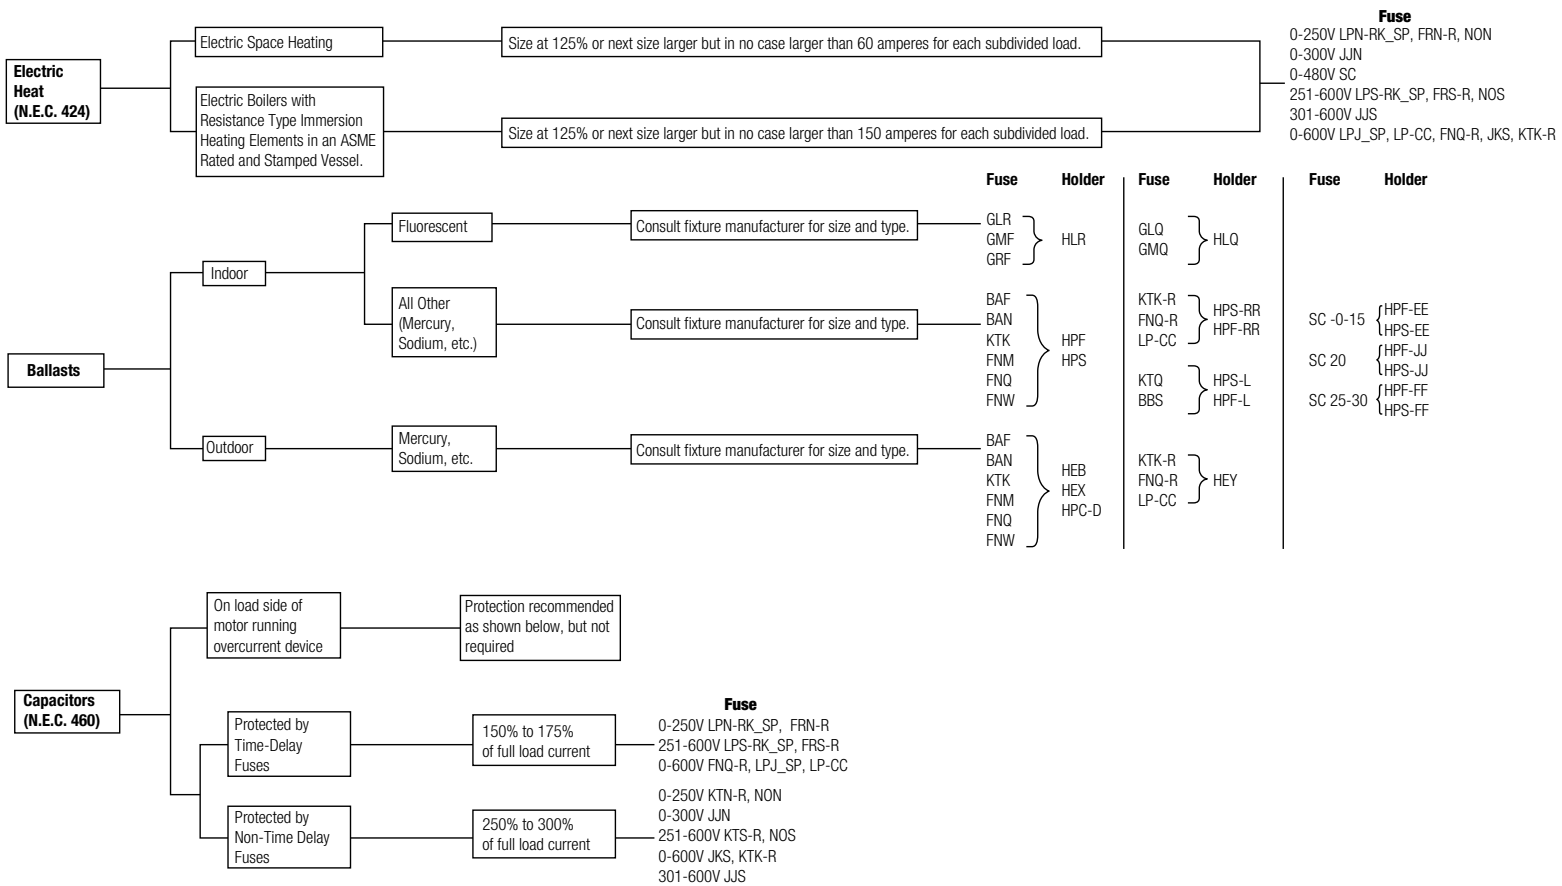 Electric
Heat
(N.E.C. 424)
Electric Space Heating
Size at 125% or next size larger but in no case larger than 60 amperes for each subdivided load.
Electric Boilers with
Resistance Type Immersion
Heating Elements in an ASME
Rated and Stamped Vessel.
Size at 125% or next size larger but in no case larger than 150 amperes for each subdivided load.
Fuse
0-250V LPN-RK_SP, FRN-R, NON
0-300V JJN
0-480V SC
251-600V LPS-RK_SP, FRS-R, NOS
301-600V JJS
0-600V LPJ_SP, LP-CC, FNQ-R, JKS, KTK-R
Ballasts
Indoor
Fluorescent
Consult fixture manufacturer for size and type.
All Other
(Mercury,
Sodium, etc.)
Consult fixture manufacturer for size and type.
Outdoor
Mercury,
Sodium, etc.
Consult fixture manufacturer for size and type.
Fuse Holder
GLR
GMF
GRF
HLR
BAF
BAN
KTK
FNM
FNQ
FNW
HPF
HPS
BAF
BAN
KTK
FNM
FNQ
FNW
HEB
HEX
HPC-D
Fuse Holder
GLQ
GMQ
HLQ
KTK-R
FNQ-R
LP-CC
HPS-RR
HPF-RR
KTQ
BBS
HPS-L
HPF-L
KTK-R
FNQ-R
LP-CC
HEY
Fuse Holder
SC -0-15
HPF-EE
HPS-EE
SC 20
HPF-JJ
HPS-JJ
SC 25-30
HPF-FF
HPS-FF
Capacitors
(N.E.C. 460)
On load side of
motor running
overcurrent device
Protection recommended
as shown below, but not
required
Protected by
Time-Delay
Fuses
150% to 175%
of full load current
Fuse
0-250V LPN-RK_SP, FRN-R
251-600V LPS-RK_SP, FRS-R
0-600V FNQ-R, LPJ_SP, LP-CC
Protected by
Non-Time Delay
Fuses
250% to 300%
of full load current
0-250V KTN-R, NON
0-300V JJN
251-600V KTS-R, NOS
0-600V JKS, KTK-R
301-600V JJS